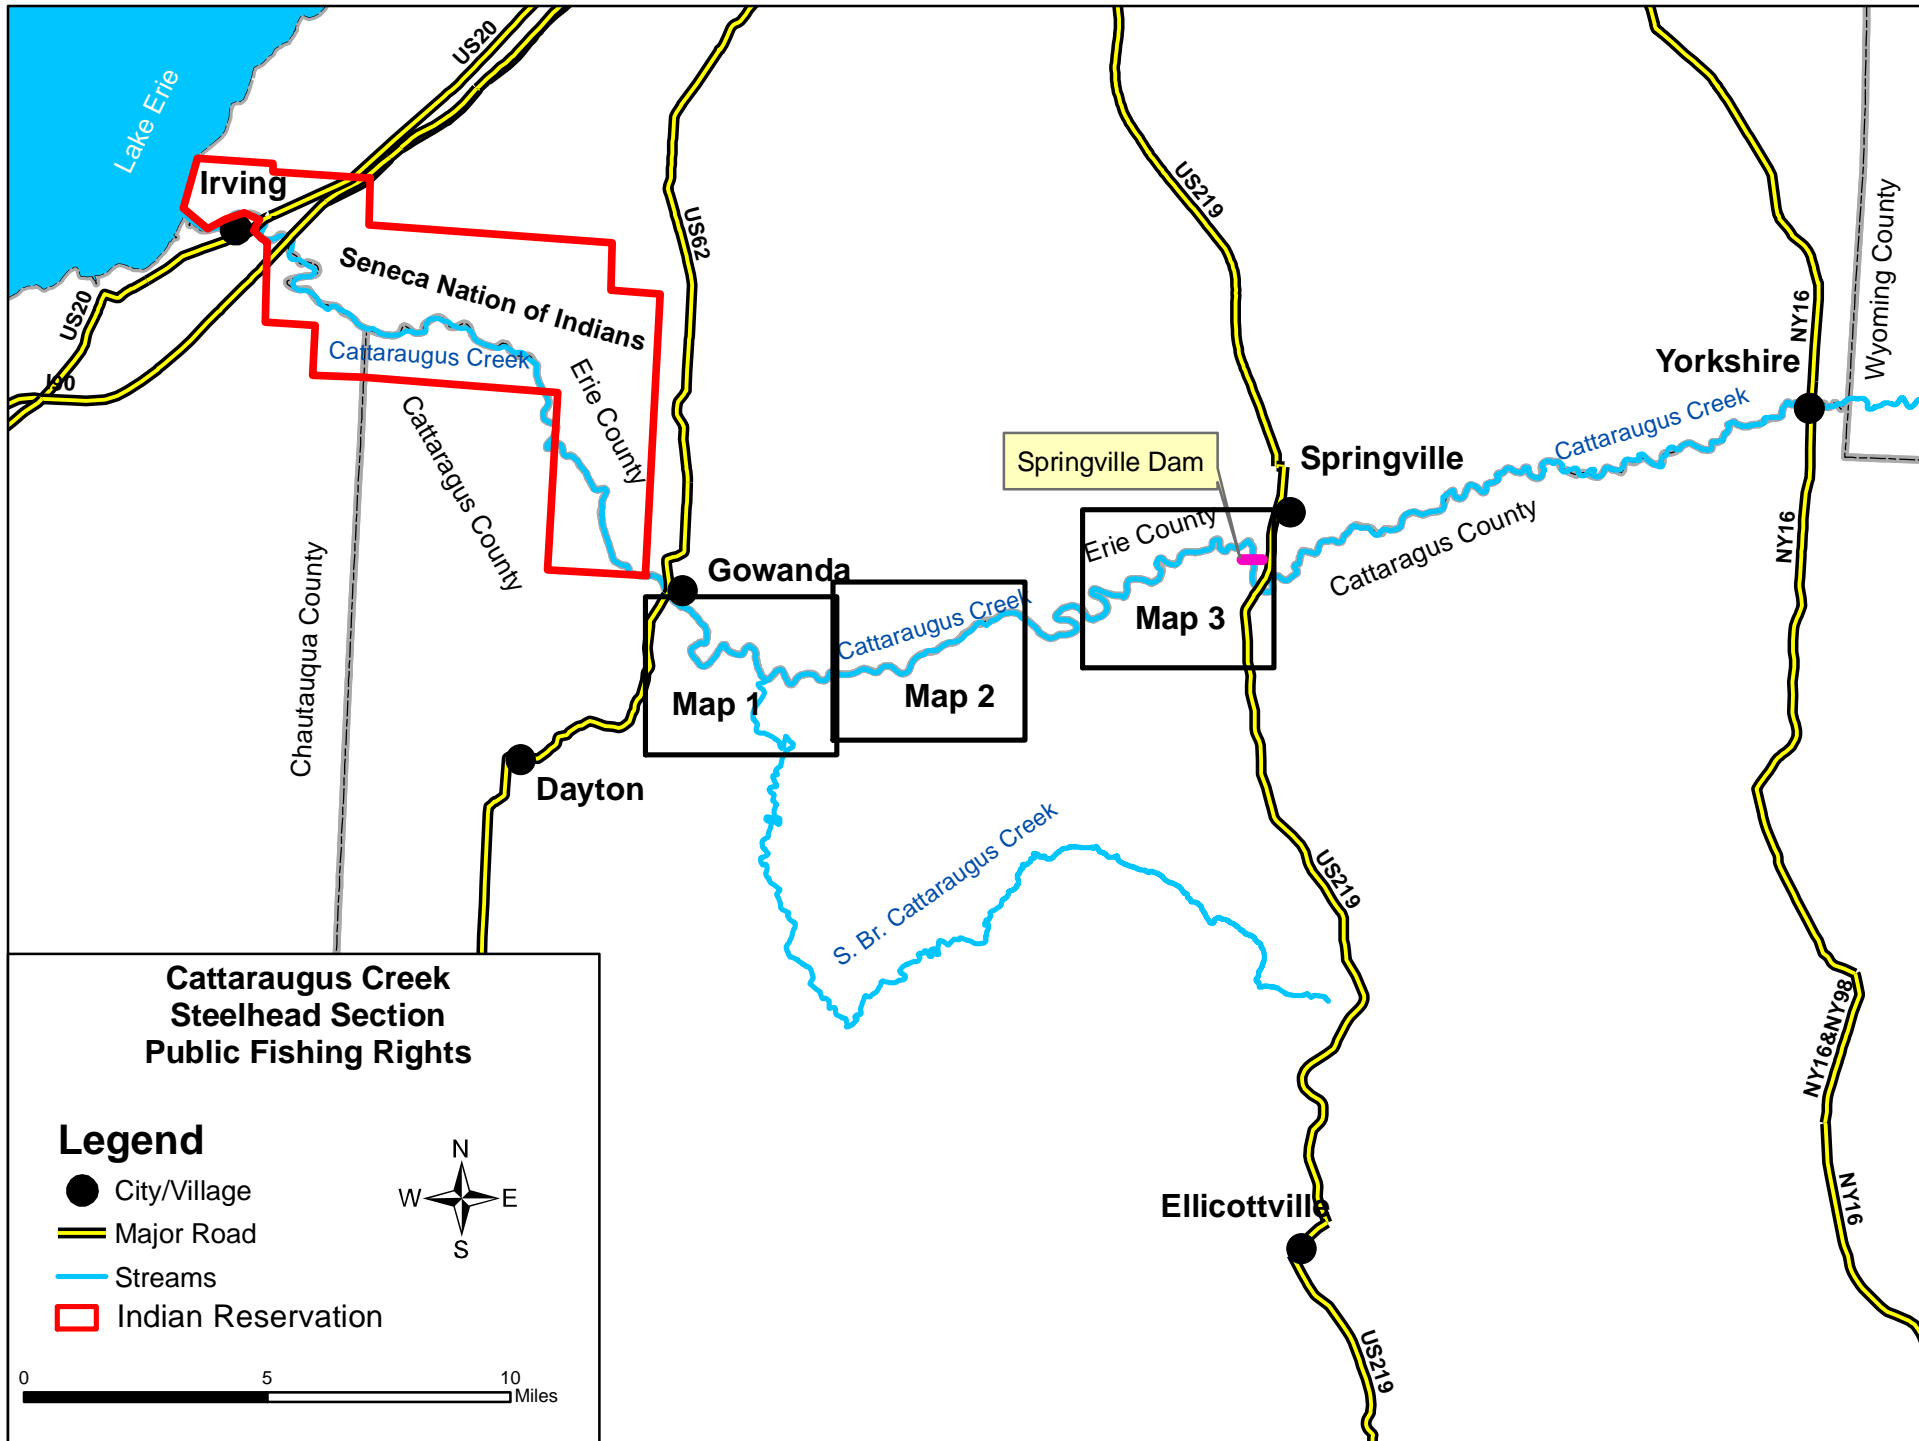 US20
Lake Erie
Irving
US62
US219
Wyoming County
Seneca Nation of Indians
US20
NY16
Cattaraugus Creek
Yorkshire
I90
Erie County
Cattaragus County
Cattaraugus Creek
Springville Dam
Springville
Erie County
Cattaragus County
NY16
Chautauqua County
Gowanda
Cattaraugus Creek
Map 3
Map 1
Map 2
Dayton
S. Br. Cattaraugus Creek
US219
Cattaraugus Creek
Steelhead Section
Public Fishing Rights
NY16&NY98
Legend
City/Village
Major Road
Streams
Indian Reservation
N
W E
S
Ellicottville
NY16
US219
0 5 10
Miles